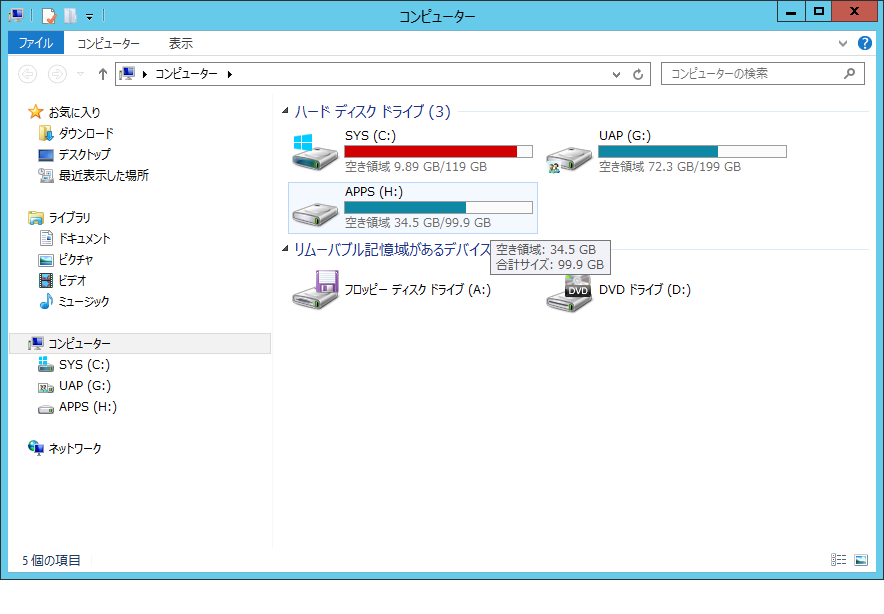 コンピューター
ファイル
コンピューター
表示
コンピューター
コンピューターの検索
お気に入り
ダウンロード
デスクトップ
最近表示した場所
ライブラリ
ドキュメント
ピクチャ
ビデオ
ミュージック
コンピューター
SYS (C:)
UAP (G:)
APPS (H:)
ネットワーク
ハード ディスク ドライブ (3)
SYS (C:)
空き領域 9.89 GB/119 GB
UAP (G:)
空き領域 72.3 GB/199 GB
APPS (H:)
空き領域 34.5 GB/99.9 GB
リムーバブル記憶域があるデバイス
空き領域: 34.5 GB
合計サイズ: 99.9 GB
フロッピー ディスク ドライブ (A:)
DVD
DVD ドライブ (D:)
5 個の項目